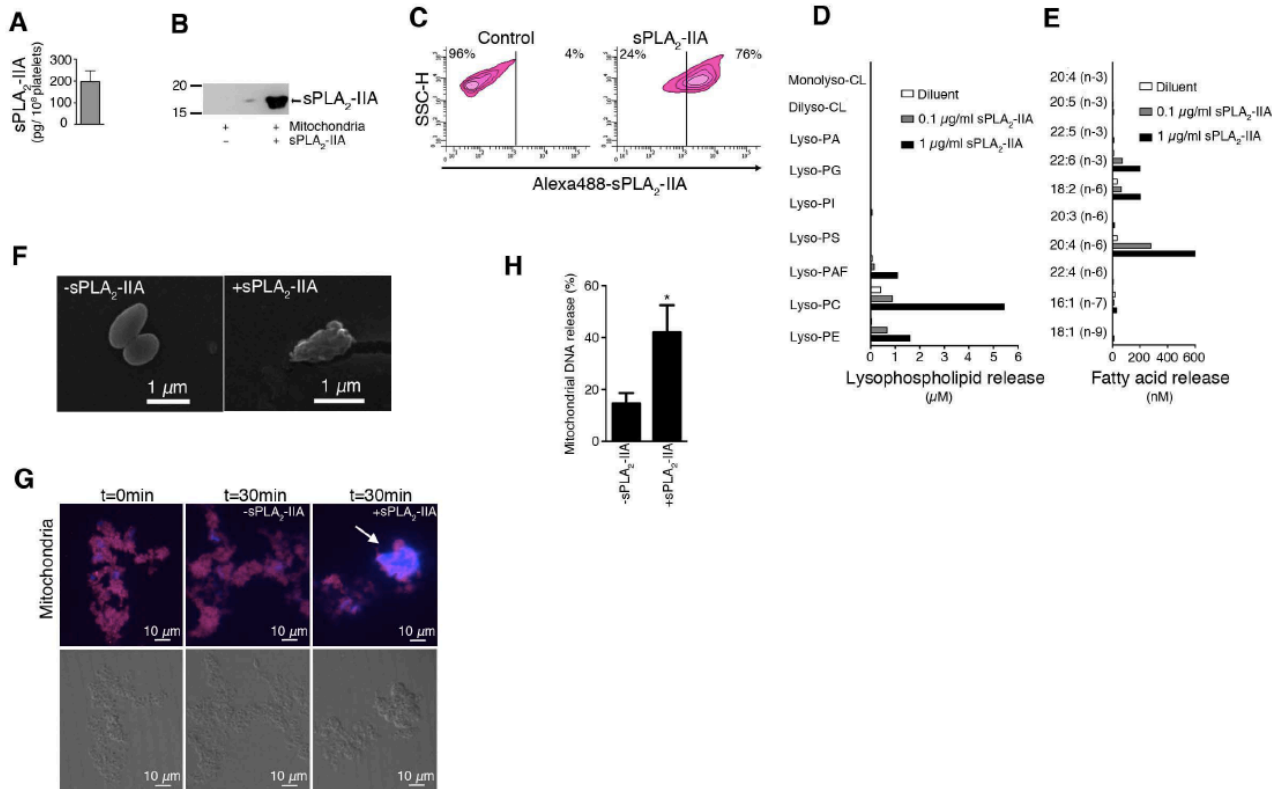 A
sPLA₂-IIA
(pg/ 10⁸ platelets)
300
200
100
0
B
20
15
sPLA₂-IIA
+ + Mitochondria
- + sPLA₂-IIA
C
Control
sPLA₂-IIA
96%
4%
24%
76%
SSC-H
Alexa488-sPLA₂-IIA
D
Monolyso-CL
Dilyso-CL
Lyso-PA
Lyso-PG
Lyso-PI
Lyso-PS
Lyso-PAF
Lyso-PC
Lyso-PE
Diluent
0.1 µg/ml sPLA₂-IIA
1 µg/ml sPLA₂-IIA
0 1 2 3 4 5 6
Lysophospholipid release
(µM)
E
20:4 (n-3)
20:5 (n-3)
22:5 (n-3)
22:6 (n-3)
18:2 (n-6)
20:3 (n-6)
20:4 (n-6)
22:4 (n-6)
16:1 (n-7)
18:1 (n-9)
Diluent
0.1 µg/ml sPLA₂-IIA
1 µg/ml sPLA₂-IIA
0 200 400 600
Fatty acid release
(nM)
F
-sPLA₂-IIA
1 µm
+sPLA₂-IIA
1 µm
H
Mitochondrial DNA release (%)
60
40
20
0
*
-sPLA₂-IIA
+sPLA₂-IIA
G
t=0min
t=30min
t=30min
-sPLA₂-IIA
+sPLA₂-IIA
Mitochondria
10 µm
10 µm
10 µm
10 µm
10 µm
10 µm